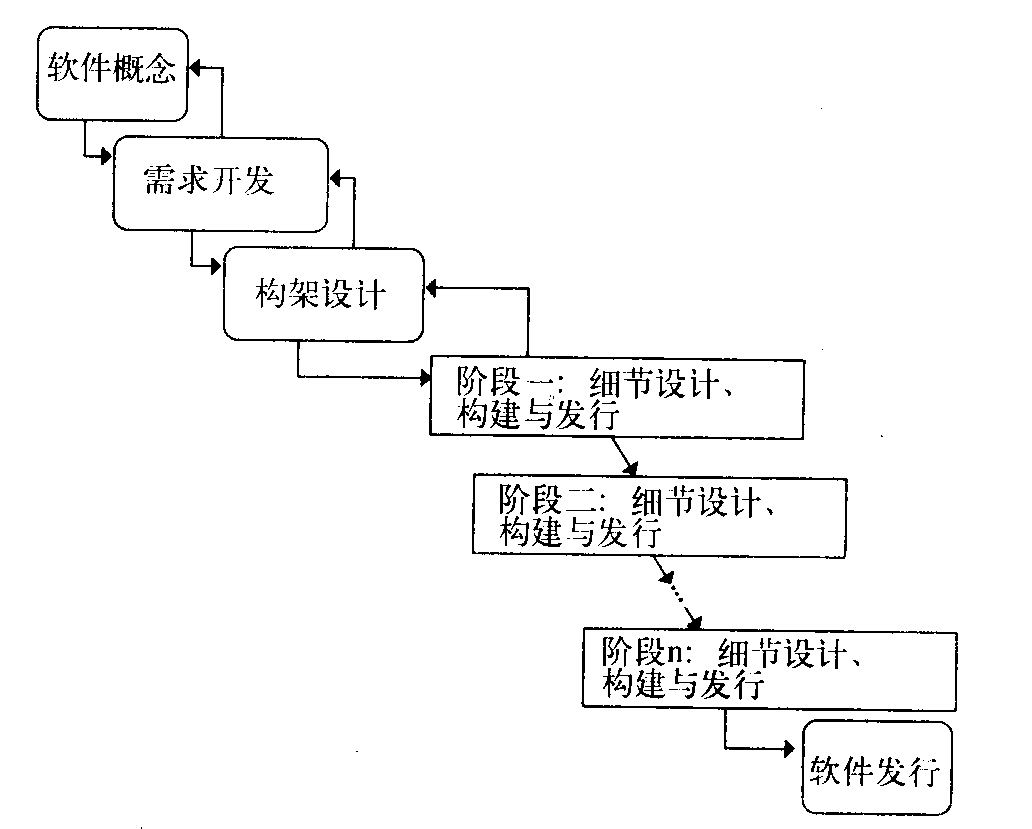 软件概念
需求开发
构架设计
阶段一：细节设计、
构建与发行
阶段二：细节设计、
构建与发行
阶段n：细节设计、
构建与发行
软件发行